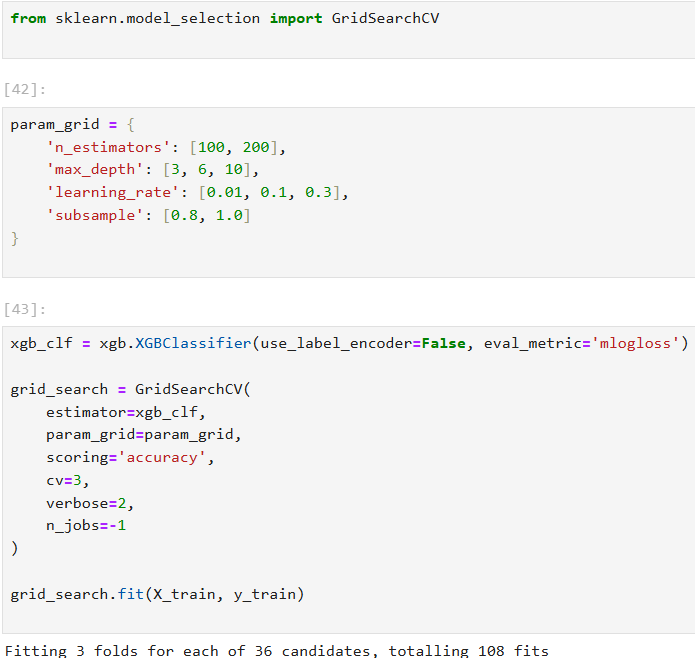 from sklearn.model_selection import GridSearchCV
[42]:
param_grid = {
    'n_estimators': [100, 200],
    'max_depth': [3, 6, 10],
    'learning_rate': [0.01, 0.1, 0.3],
    'subsample': [0.8, 1.0]
}
[43]:
xgb_clf = xgb.XGBClassifier(use_label_encoder=False, eval_metric='mlogloss')
grid_search = GridSearchCV(
    estimator=xgb_clf,
    param_grid=param_grid,
    scoring='accuracy',
    cv=3,
    verbose=2,
    n_jobs=-1
)
grid_search.fit(X_train, y_train)
Fitting 3 folds for each of 36 candidates, totalling 108 fits